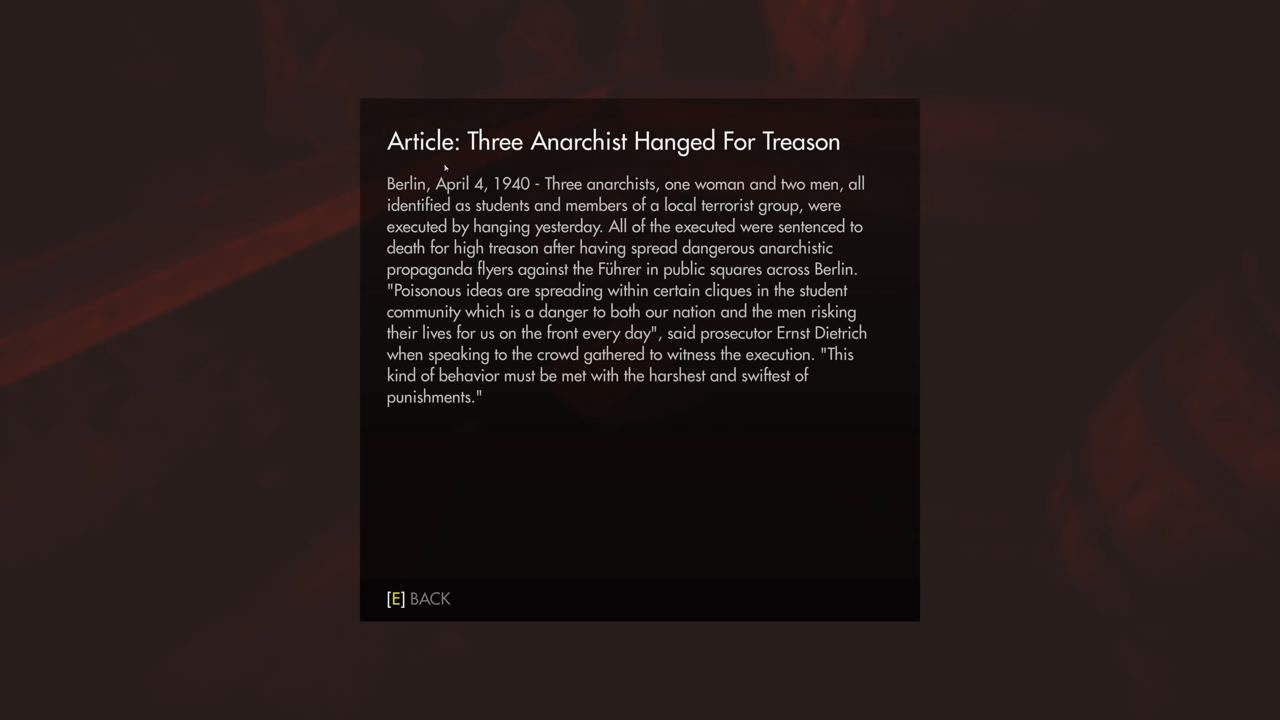 Article: Three Anarchist Hanged For Treason
Berlin, April 4, 1940 - Three anarchists, one woman and two men, all
identified as students and members of a local terrorist group, were
executed by hanging yesterday. All of the executed were sentenced to
death for high treason after having spread dangerous anarchistic
propaganda flyers against the Führer in public squares across Berlin.
"Poisonous ideas are spreading within certain cliques in the student
community which is a danger to both our nation and the men risking
their lives for us on the front every day", said prosecutor Ernst Dietrich
when speaking to the crowd gathered to witness the execution. "This
kind of behavior must be met with the harshest and swiftest of
punishments."
[E] BACK